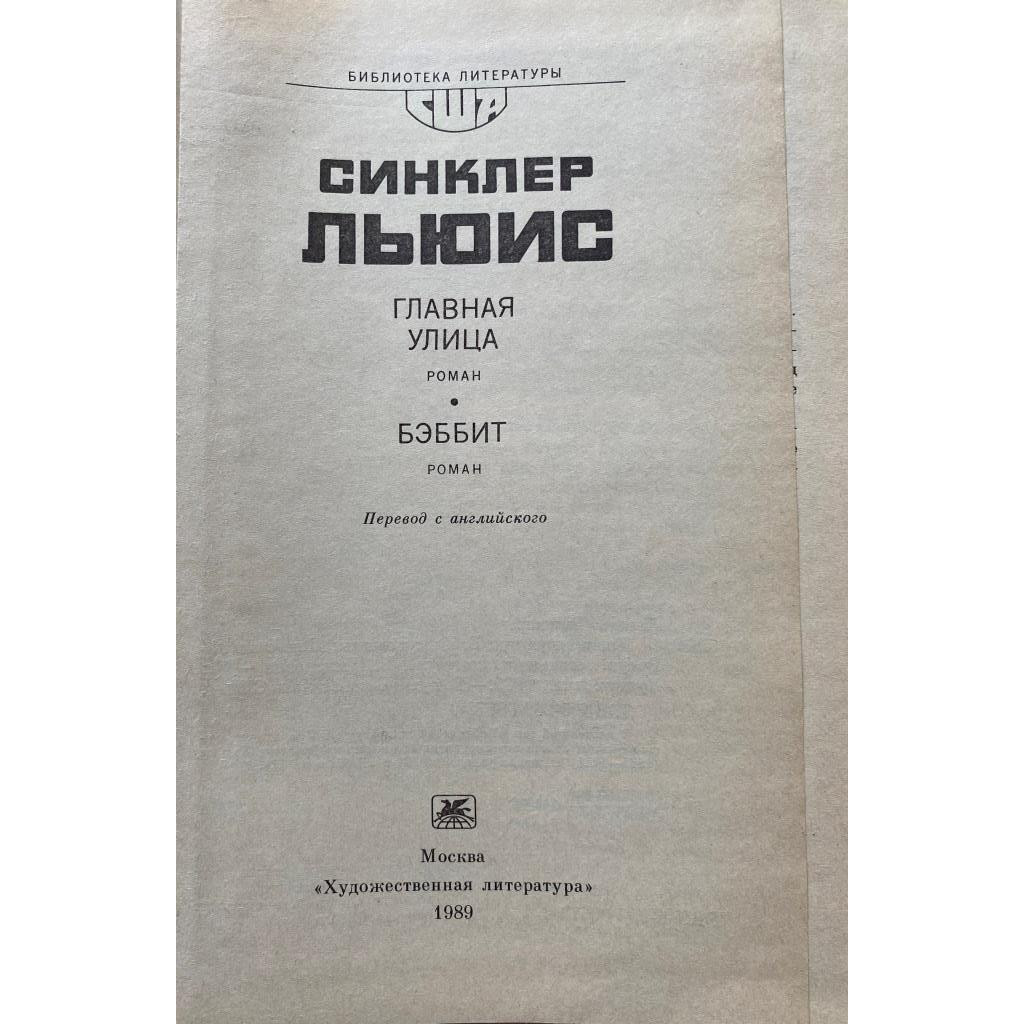 БИБЛИОТЕКА ЛИТЕРАТУРЫ
США
СИНКЛЕР
ЛЬЮИС
ГЛАВНАЯ
УЛИЦА
РОМАН
•
БЭББИТ
РОМАН
Перевод с английского
Москва
«Художественная литература»
1989